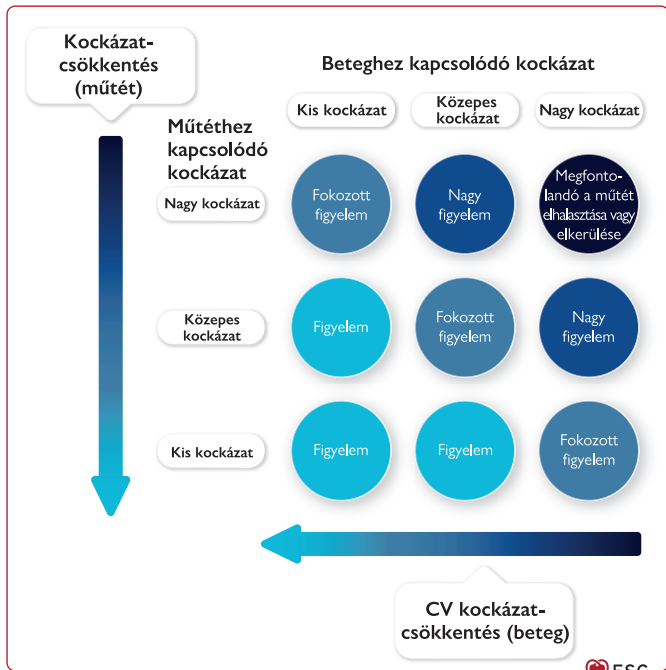 Kockázat-
csökkentés
(műtét)
Beteghez kapcsolódó kockázat
Kis kockázat
Közepes
kockázat
Nagy kockázat
Műtéthez
kapcsolódó
kockázat
Nagy kockázat
Fokozott
figyelem
Nagy
figyelem
Megfonto-
landó a műtét
elhalasztása vagy
elkerülése
Közepes
kockázat
Figyelem
Fokozott
figyelem
Nagy
figyelem
Kis kockázat
Figyelem
Figyelem
Fokozott
figyelem
CV kockázat-
csökkentés (beteg)
ESC